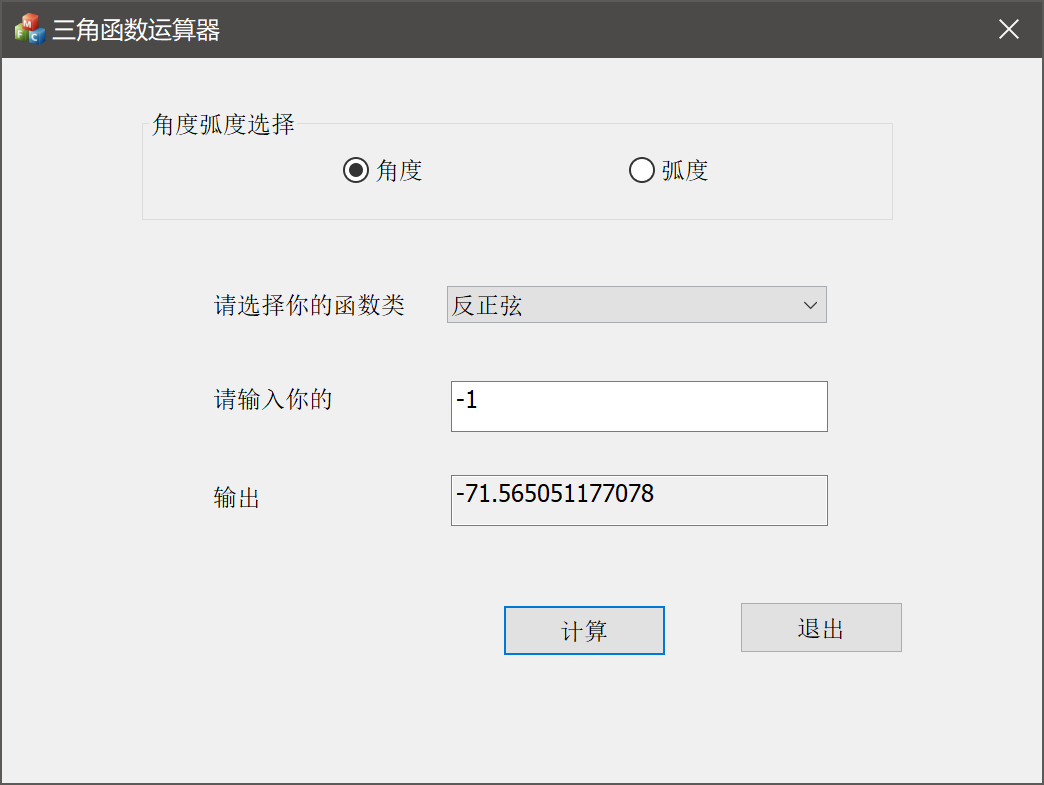 三角函数运算器
角度弧度选择
角度
弧度
请选择你的函数类
反正弦
请输入你的
-1
输出
-71.565051177078
计算
退出